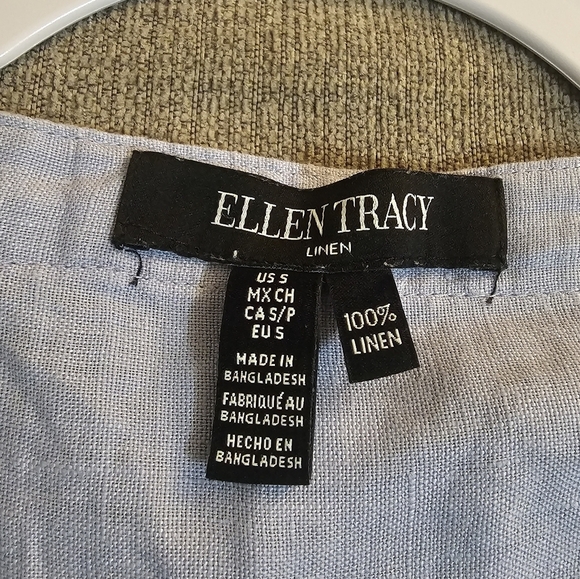 ELLEN TRACY
LINEN
US S
MX CH
CA S/P
EU S
MADE IN
BANGLADESH
FABRIQUÉ AU
BANGLADESH
HECHO EN
BANGLADESH
100%
LINEN